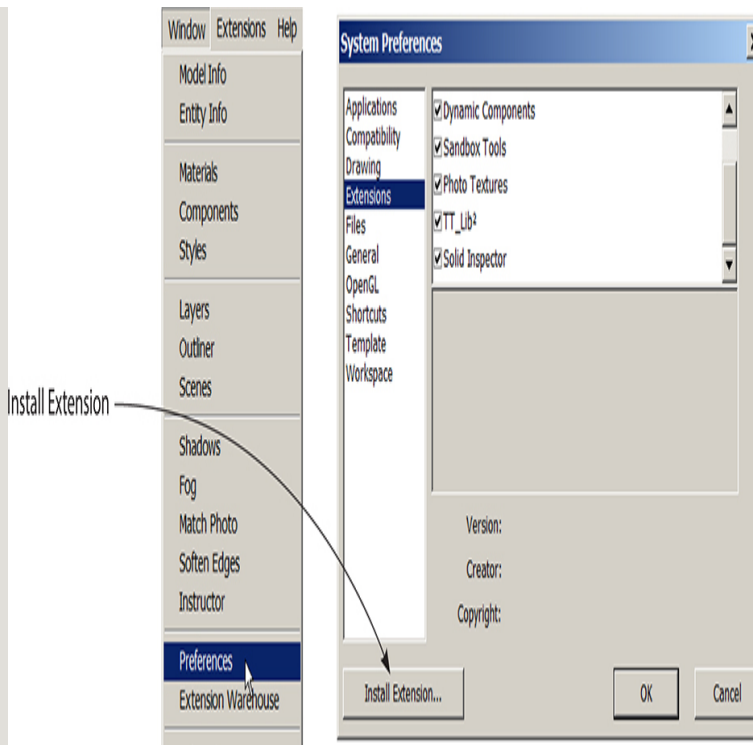 Window Extensions Help
Model Info
Entity Info
Materials
Components
Styles
Layers
Outliner
Scenes
Shadows
Fog
Match Photo
Soften Edges
Instructor
Preferences
Extension Warehouse
Install Extension
System Preferences
Applications
Compatibility
Drawing
Extensions
Files
General
OpenGL
Shortcuts
Template
Workspace
Dynamic Components
Sandbox Tools
Photo Textures
TT_Lib²
Solid Inspector
Version:
Creator:
Copyright:
Install Extension...
OK
Cancel